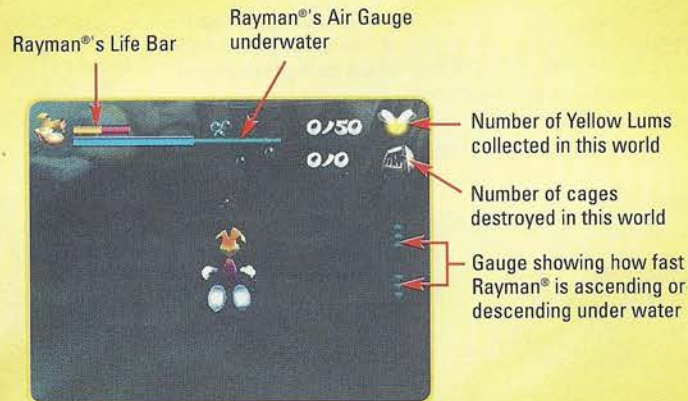 Rayman®'s Life Bar
Rayman®'s Air Gauge
underwater
0/50
0/0
Number of Yellow Lums
collected in this world
Number of cages
destroyed in this world
Gauge showing how fast
Rayman® is ascending or
descending under water